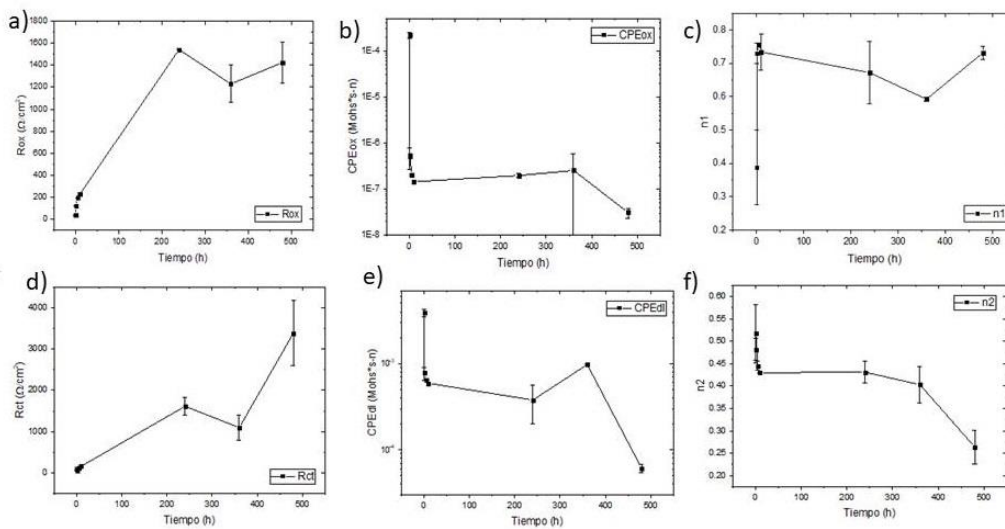 a)
1800
1600
1400
1200
1000
800
600
400
200
0
Rox (Ω/cm²)
Rox
0 100 200 300 400 500
Tiempo (h)
b)
1E-4
1E-5
1E-6
1E-7
1E-8
CPEox (Mohs*s-n)
CPEox
0 100 200 300 400 500
Tiempo (h)
c)
0.8
0.7
0.6
0.5
0.4
0.3
0.2
n1
n1
0 100 200 300 400 500
Tiempo (h)
d)
4000
3000
2000
1000
0
Rct (Ω/cm²)
Rct
0 100 200 300 400 500
Tiempo (h)
e)
10⁻³
10⁻⁴
CPEdl (Mohs*s-n)
CPEdl
0 100 200 300 400 500
Tiempo (h)
f)
0.60
0.55
0.50
0.45
0.40
0.35
0.30
0.25
0.20
n2
n2
0 100 200 300 400 500
Tiempo (h)